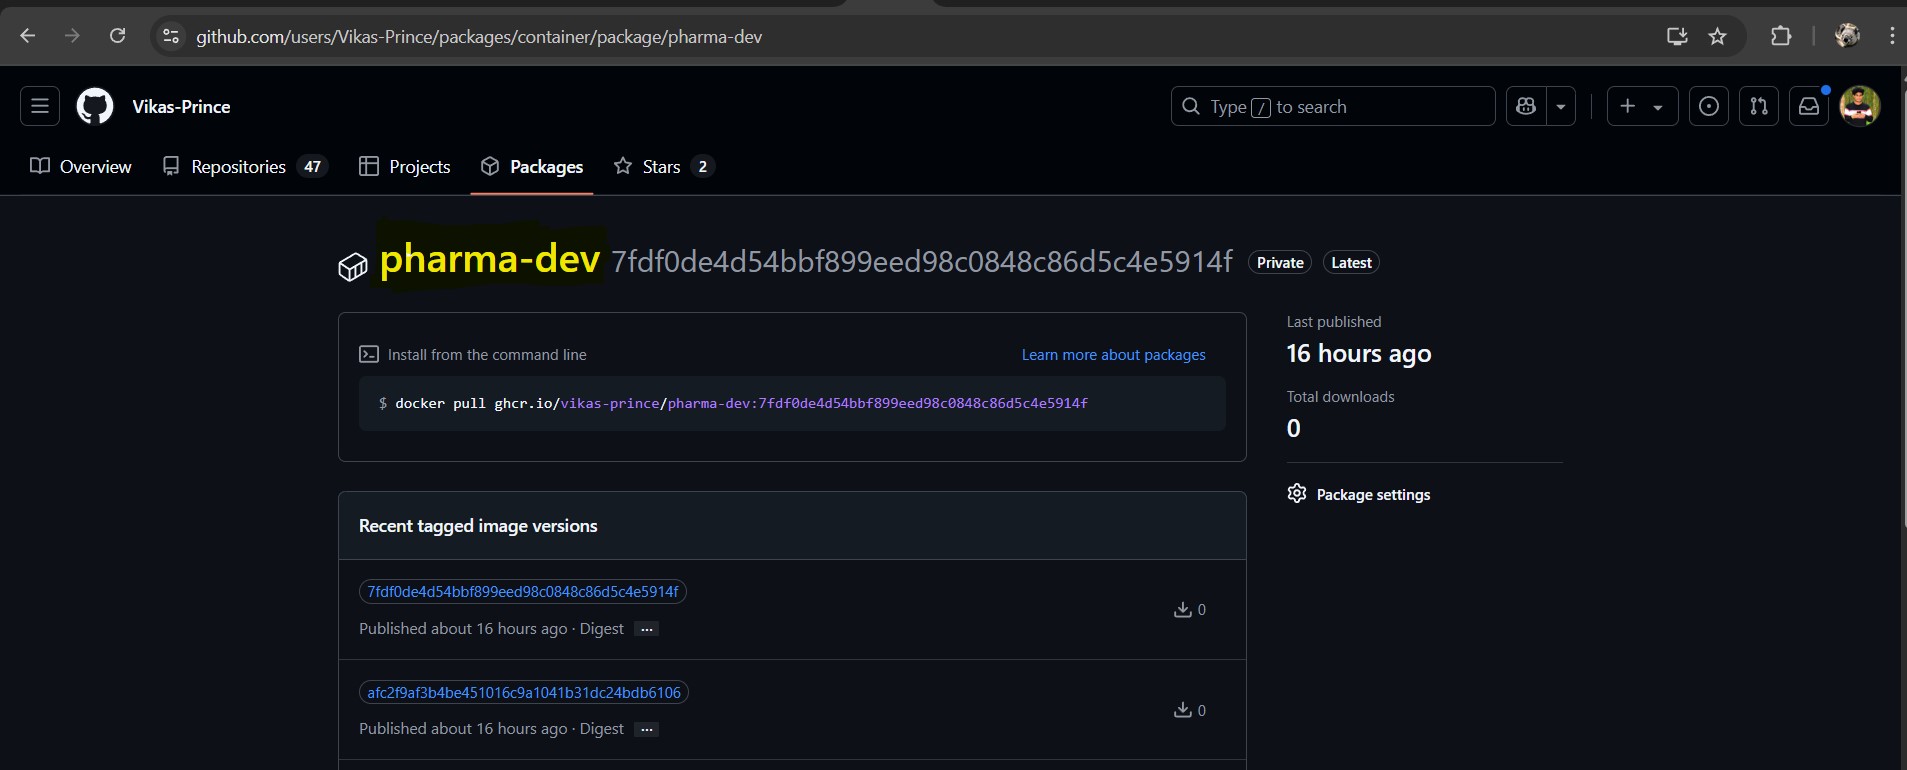 github.com/users/Vikas-Prince/packages/container/package/pharma-dev
Vikas-Prince
Type / to search
Overview
Repositories 47
Projects
Packages
Stars 2
pharma-dev 7fdf0de4d54bbf899eed98c0848c86d5c4e5914f Private Latest
Install from the command line
Learn more about packages
$ docker pull ghcr.io/vikas-prince/pharma-dev:7fdf0de4d54bbf899eed98c0848c86d5c4e5914f
Last published
16 hours ago
Total downloads
0
Package settings
Recent tagged image versions
7fdf0de4d54bbf899eed98c0848c86d5c4e5914f
Published about 16 hours ago · Digest ...
0
afc2f9af3b4be451016c9a1041b31dc24bdb6106
Published about 16 hours ago · Digest ...
0